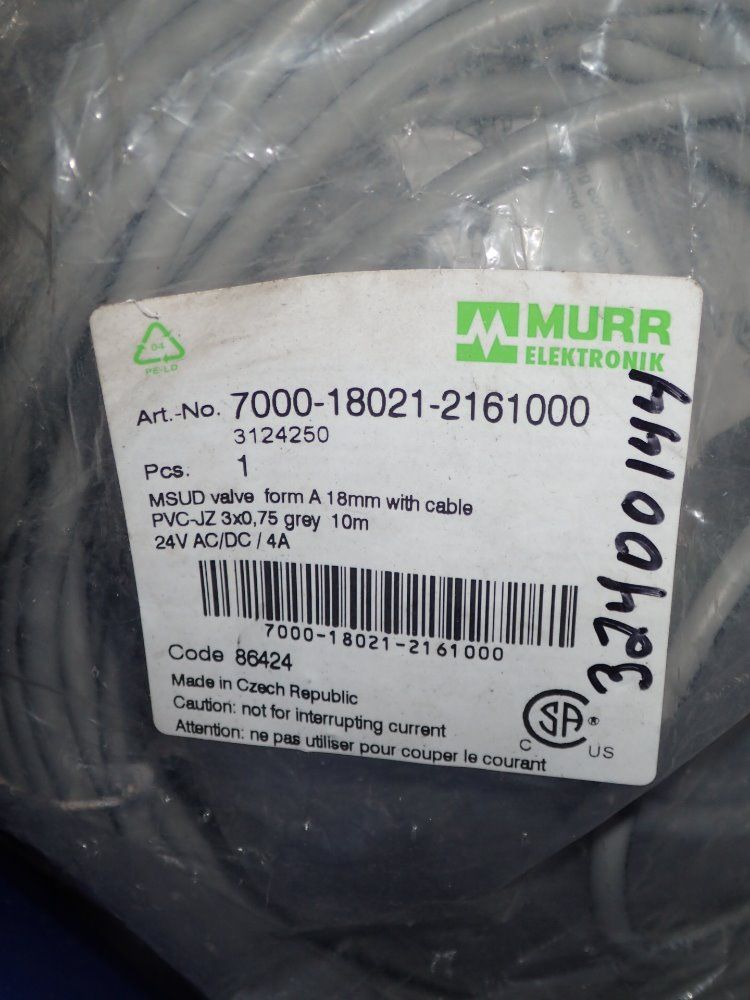 04
PE-LD
MURR
ELEKTRONIK
Art.-No. 7000-18021-2161000
3124250
Pcs. 1
MSUD valve form A 18mm with cable
PVC-JZ 3x0,75 grey 10m
24V AC/DC / 4A
7000-18021-2161000
Code 86424
Made in Czech Republic
Caution: not for interrupting current
Attention: ne pas utiliser pour couper le courant
CSA ®
C US
32400144